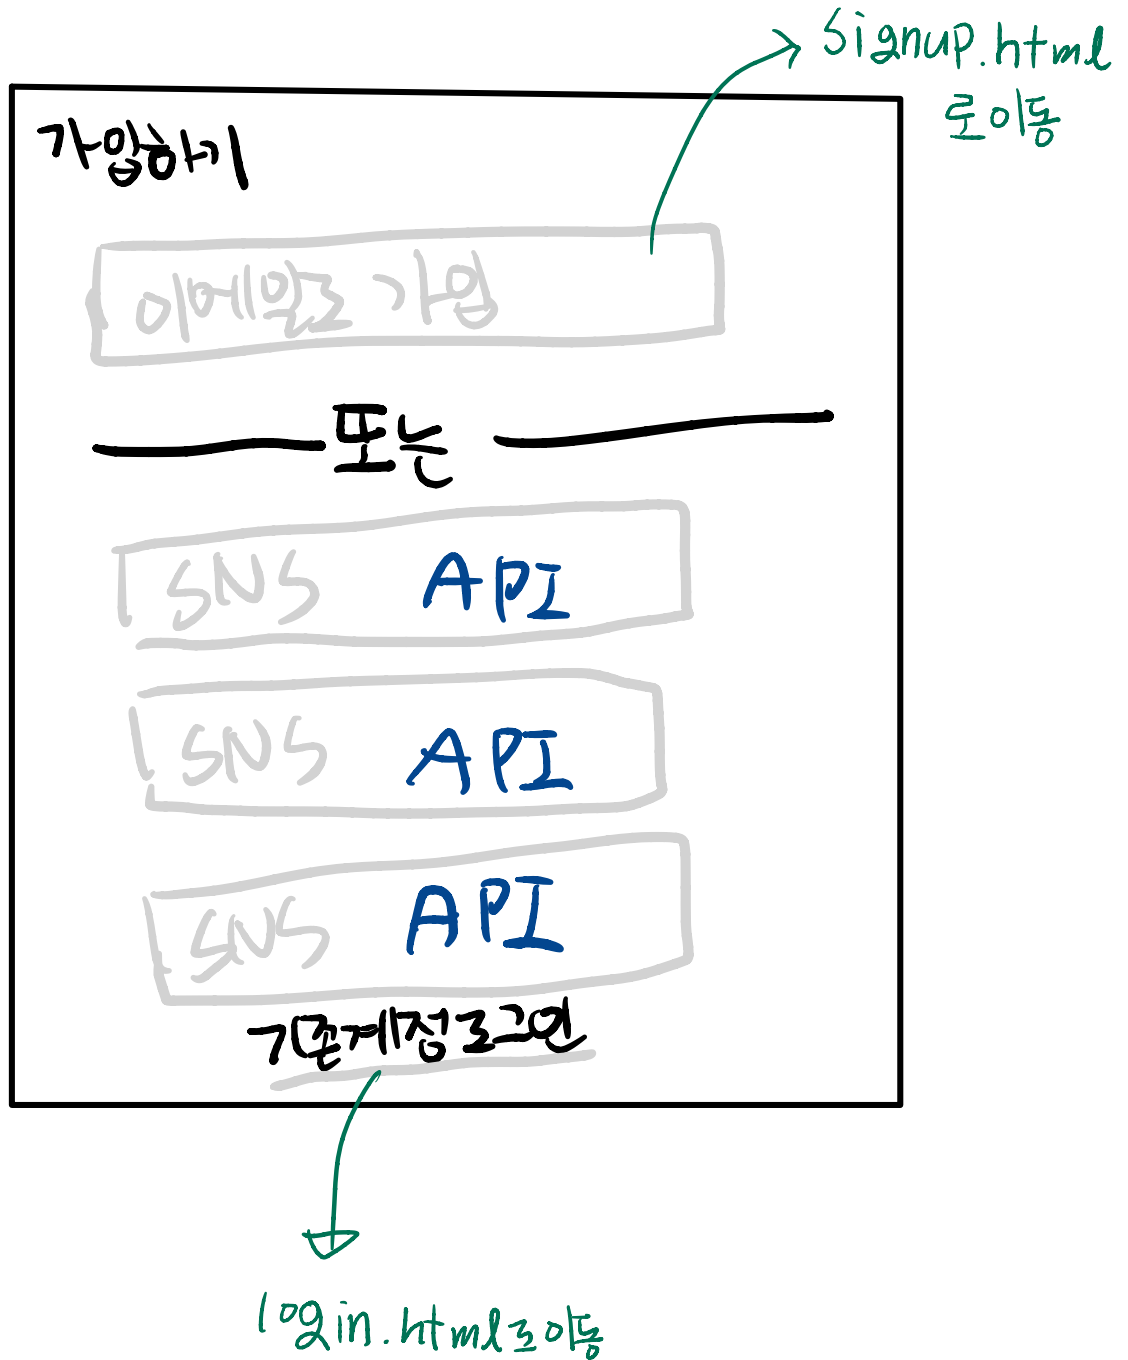 Signup.html
로 이동
가입하기
이메일로 가입
또는
SNS API
SNS API
SNS API
기존계정로그인
login.html로 이동